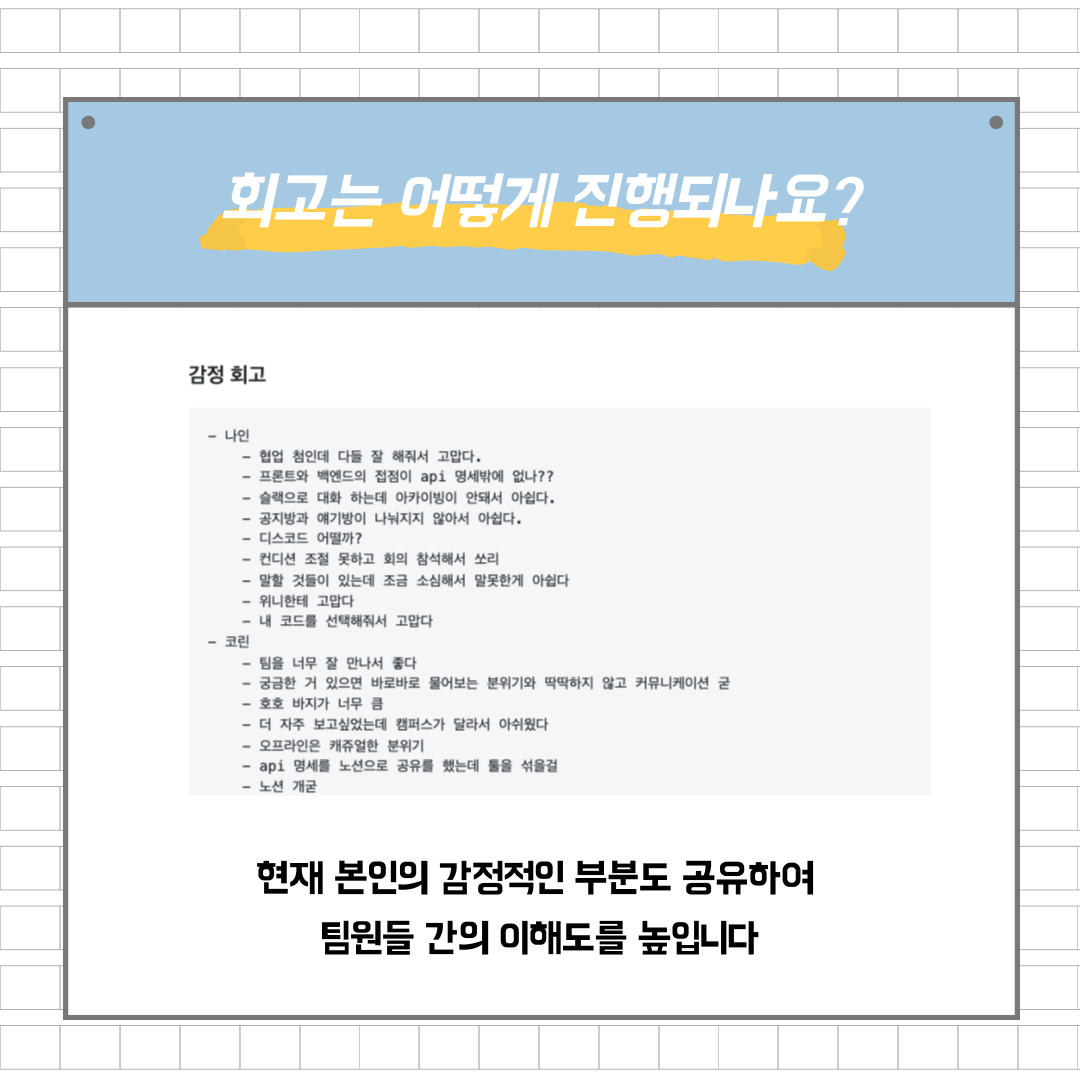 회고는 어떻게 진행되나요?
감정 회고
- 나인
- 협업 첨인데 다들 잘 해줘서 고맙다.
- 프론트와 백엔드의 접점이 api 명세밖에 없나??
- 슬랙으로 대화 하는데 아카이빙이 안돼서 아쉽다.
- 공지방과 얘기방이 나눠지지 않아서 아쉽다.
- 디스코드 어떨까?
- 컨디션 조절 못하고 회의 참석해서 쏘리
- 말할 것들이 있는데 조금 소심해서 말못한게 아쉽다
- 위니한테 고맙다
- 내 코드를 선택해줘서 고맙다
- 코린
- 팀을 너무 잘 만나서 좋다
- 궁금한 거 있으면 바로바로 물어보는 분위기와 딱딱하지 않고 커뮤니케이션 굳
- 호호 바지가 너무 큼
- 더 자주 보고싶었는데 캠퍼스가 달라서 아쉬웠다
- 오프라인은 캐쥬얼한 분위기
- api 명세를 노션으로 공유를 했는데 툴을 섞을걸
- 노션 개굳
현재 본인의 감정적인 부분도 공유하여
팀원들 간의 이해도를 높입니다